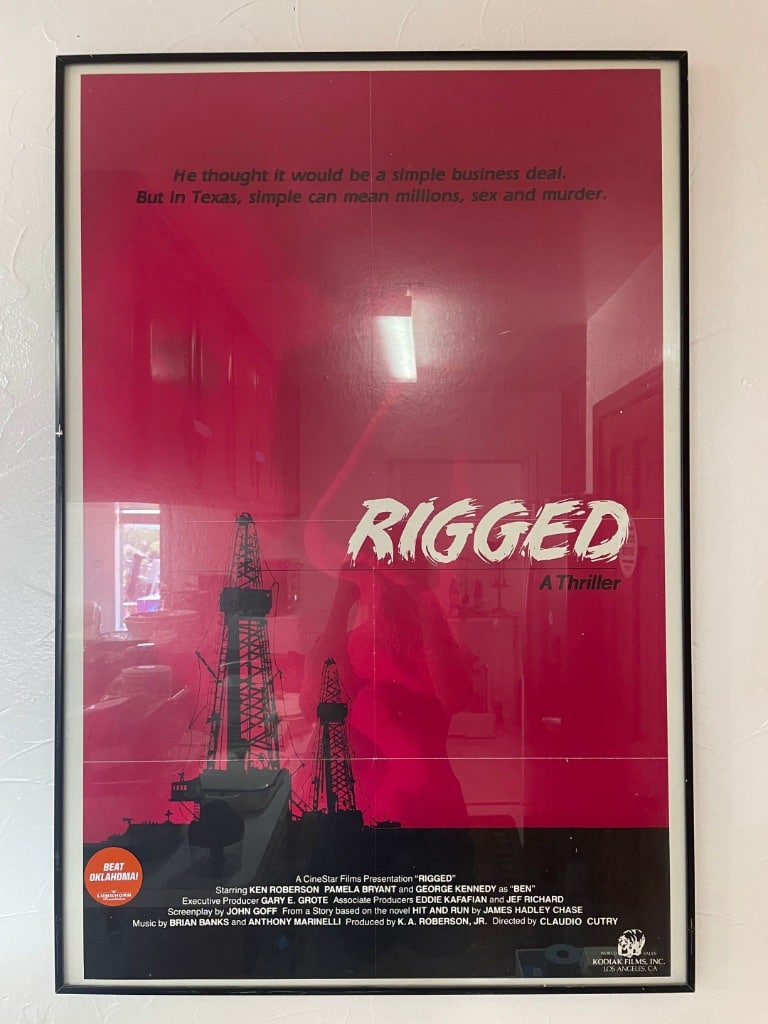 He thought it would be a simple business deal.
But in Texas, simple can mean millions, sex and murder.
RIGGED
A Thriller
BEAT
OKLAHOMA!
LONGHORN
A CineStar Films Presentation "RIGGED"
Starring KEN ROBERSON PAMELA BRYANT and GEORGE KENNEDY as "BEN"
Executive Producer GARY E. GROTE Associate Producers EDDIE KAFAFIAN and JEF RICHARD
Screenplay by JOHN GOFF From a Story based on the novel HIT AND RUN by JAMES HADLEY CHASE
Music by BRIAN BANKS and ANTHONY MARINELLI Produced by K. A. ROBERSON, JR. Directed by CLAUDIO CUTRY
WORLD SALES
KODIAK FILMS, INC.
LOS ANGELES, CA